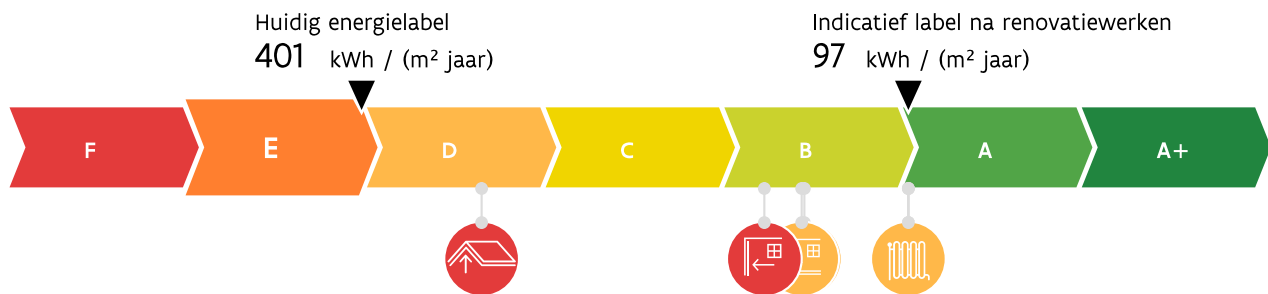 Huidig energielabel
401 kWh / (m² jaar)
Indicatief label na renovatiewerken
97 kWh / (m² jaar)
F E D C B A A+